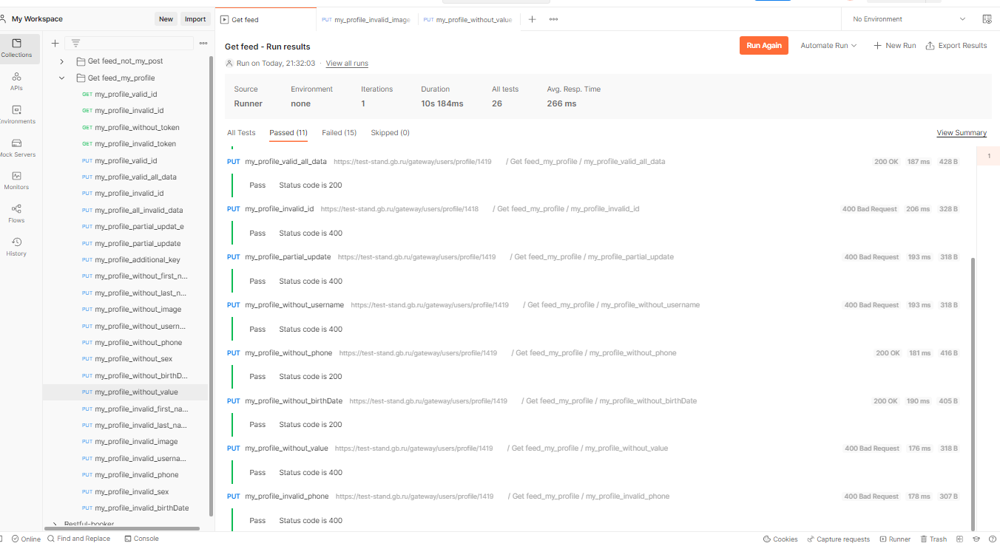 My Workspace
New
Import
Get feed
PUT my_profile_invalid_image
PUT my_profile_without_value
No Environment
Collections
APIs
Environments
Mock Servers
Monitors
Flows
History
Get feed_not_my_post
Get feed_my_profile
GET my_profile_valid_id
GET my_profile_invalid_id
GET my_profile_without_token
GET my_profile_invalid_token
PUT my_profile_valid_id
PUT my_profile_valid_all_data
PUT my_profile_invalid_id
PUT my_profile_all_invalid_data
PUT my_profile_partial_updat_e
PUT my_profile_partial_update
PUT my_profile_additional_key
PUT my_profile_without_first_n...
PUT my_profile_without_last_n...
PUT my_profile_without_image
PUT my_profile_without_usern...
PUT my_profile_without_phone
PUT my_profile_without_sex
PUT my_profile_without_birthD...
PUT my_profile_without_value
PUT my_profile_invalid_first_na...
PUT my_profile_invalid_last_na...
PUT my_profile_invalid_image
PUT my_profile_invalid_userna...
PUT my_profile_invalid_phone
PUT my_profile_invalid_sex
PUT my_profile_invalid_birthDate
Restful-booker
Get feed - Run results
Run Again
Automate Run
New Run
Export Results
Run on Today, 21:32:03 · View all runs
Source Environment Iterations Duration All tests Avg. Resp. Time
Runner none 1 10s 184ms 26 266 ms
All Tests Passed (11) Failed (15) Skipped (0) View Summary
1
PUT my_profile_valid_all_data https://test-stand.gb.ru/gateway/users/profile/1419 / Get feed_my_profile / my_profile_valid_all_data 200 OK 187 ms 428 B
Pass Status code is 200
PUT my_profile_invalid_id https://test-stand.gb.ru/gateway/users/profile/1418 / Get feed_my_profile / my_profile_invalid_id 400 Bad Request 206 ms 328 B
Pass Status code is 400
PUT my_profile_partial_update https://test-stand.gb.ru/gateway/users/profile/1419 / Get feed_my_profile / my_profile_partial_update 400 Bad Request 193 ms 318 B
Pass Status code is 400
PUT my_profile_without_username https://test-stand.gb.ru/gateway/users/profile/1419 / Get feed_my_profile / my_profile_without_username 400 Bad Request 193 ms 318 B
Pass Status code is 400
PUT my_profile_without_phone https://test-stand.gb.ru/gateway/users/profile/1419 / Get feed_my_profile / my_profile_without_phone 200 OK 181 ms 416 B
Pass Status code is 200
PUT my_profile_without_birthDate https://test-stand.gb.ru/gateway/users/profile/1419 / Get feed_my_profile / my_profile_without_birthDate 200 OK 190 ms 405 B
Pass Status code is 200
PUT my_profile_without_value https://test-stand.gb.ru/gateway/users/profile/1419 / Get feed_my_profile / my_profile_without_value 400 Bad Request 176 ms 318 B
Pass Status code is 400
PUT my_profile_invalid_phone https://test-stand.gb.ru/gateway/users/profile/1419 / Get feed_my_profile / my_profile_invalid_phone 400 Bad Request 178 ms 307 B
Pass Status code is 400
Online Find and Replace Console Cookies Capture requests Runner Trash